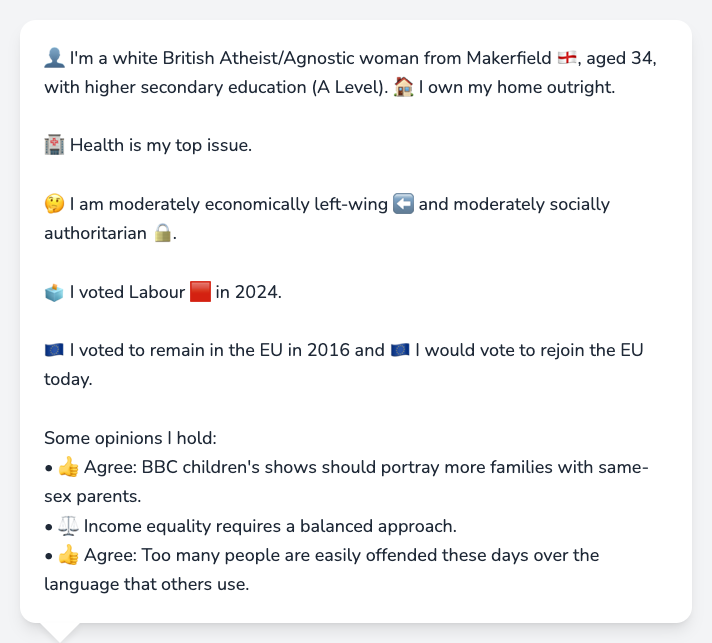 👤 I'm a white British Atheist/Agnostic woman from Makerfield 🏴󠁧󠁢󠁥󠁮󠁧󠁿, aged 34,
with higher secondary education (A Level). 🏠 I own my home outright.
🏥 Health is my top issue.
🤔 I am moderately economically left-wing ⬅️ and moderately socially
authoritarian 🔒.
🗳️ I voted Labour 🟥 in 2024.
🇪🇺 I voted to remain in the EU in 2016 and 🇪🇺 I would vote to rejoin the EU
today.
Some opinions I hold:
• 👍 Agree: BBC children's shows should portray more families with same-
sex parents.
• ⚖️ Income equality requires a balanced approach.
• 👍 Agree: Too many people are easily offended these days over the
language that others use.